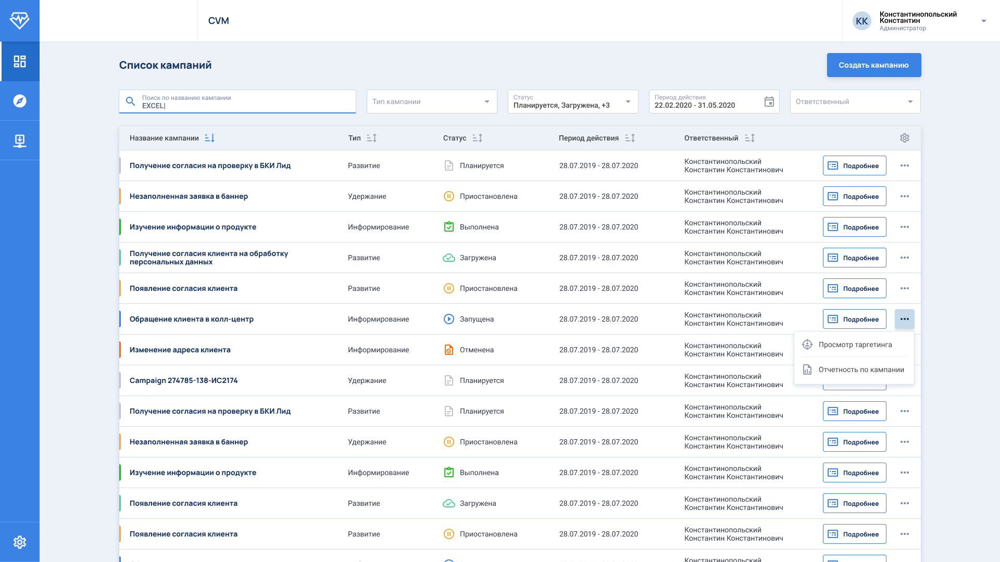 CVM
КК
Константинопольский
Константин
Администратор
Список кампаний
Создать кампанию
Поиск по названию кампании
EXCEL
Тип кампании
Статус
Планируется, Загружена, +3
Период действия
22.02.2020 - 31.05.2020
Ответственный
Название кампании Тип Статус Период действия Ответственный
Получение согласия на проверку в БКИ Лид Развитие Планируется 28.07.2019 - 28.07.2020 Константинопольский
Константин Константинович Подробнее
Незаполненная заявка в баннер Удержание Приостановлена 28.07.2019 - 28.07.2020 Константинопольский
Константин Константинович Подробнее
Изучение информации о продукте Информирование Выполнена 28.07.2019 - 28.07.2020 Константинопольский
Константин Константинович Подробнее
Получение согласия клиента на обработку
персональных данных Развитие Загружена 28.07.2019 - 28.07.2020 Константинопольский
Константин Константинович Подробнее
Появление согласия клиента Развитие Приостановлена 28.07.2019 - 28.07.2020 Константинопольский
Константин Константинович Подробнее
Обращение клиента в колл-центр Информирование Запущена 28.07.2019 - 28.07.2020 Константинопольский
Константин Константинович Подробнее
Просмотр таргетинга
Отчетность по кампании
Изменение адреса клиента Информирование Отменена 28.07.2019 - 28.07.2020 Константинопольский
Константин Константинович
Campaign 274785-138-ИС2174 Удержание Планируется 28.07.2019 - 28.07.2020 Константинопольский
Константин Константинович
Получение согласия на проверку в БКИ Лид Развитие Планируется 28.07.2019 - 28.07.2020 Константинопольский
Константин Константинович Подробнее
Незаполненная заявка в баннер Удержание Приостановлена 28.07.2019 - 28.07.2020 Константинопольский
Константин Константинович Подробнее
Изучение информации о продукте Информирование Выполнена 28.07.2019 - 28.07.2020 Константинопольский
Константин Константинович Подробнее
Появление согласия клиента Развитие Загружена 28.07.2019 - 28.07.2020 Константинопольский
Константин Константинович Подробнее
Появление согласия клиента Развитие Приостановлена 28.07.2019 - 28.07.2020 Константинопольский
Константин Константинович Подробнее
Константинопольский